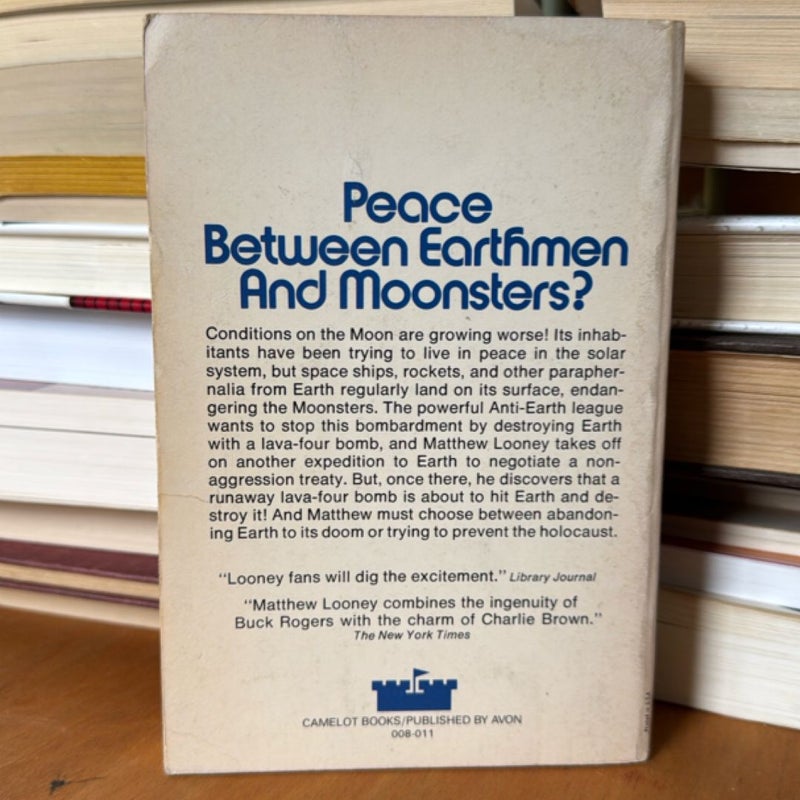 Peace
Between Earthmen
And Moonsters?
Conditions on the Moon are growing worse! Its inhab-
itants have been trying to live in peace in the solar
system, but space ships, rockets, and other parapher-
nalia from Earth regularly land on its surface, endan-
gering the Moonsters. The powerful Anti-Earth league
wants to stop this bombardment by destroying Earth
with a lava-four bomb, and Matthew Looney takes off
on another expedition to Earth to negotiate a non-
aggression treaty. But, once there, he discovers that a
runaway lava-four bomb is about to hit Earth and de-
stroy it! And Matthew must choose between abandon-
ing Earth to its doom or trying to prevent the holocaust.
“Looney fans will dig the excitement.” Library Journal
“Matthew Looney combines the ingenuity of
Buck Rogers with the charm of Charlie Brown.”
The New York Times
CAMELOT BOOKS/PUBLISHED BY AVON
008-011